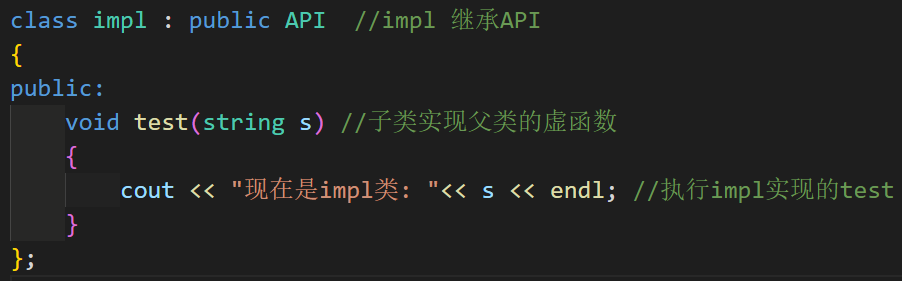 class impl : public API  //impl 继承API
{
public:
    void test(string s) //子类实现父类的虚函数
    {
        cout << "现在是impl类: "<< s << endl; //执行impl实现的test
    }
};